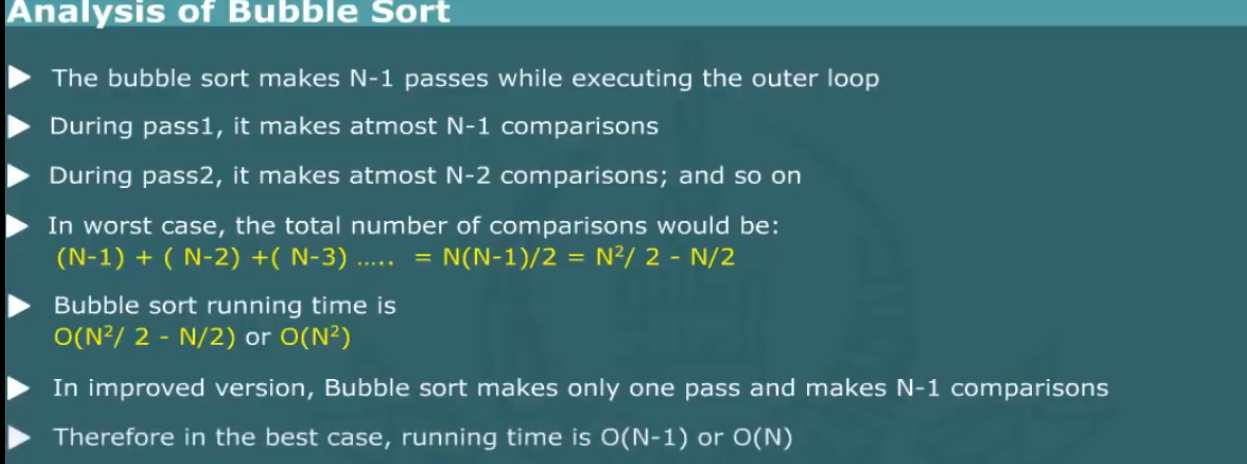 Analysis of Bubble Sort
The bubble sort makes N-1 passes while executing the outer loop
During pass1, it makes atmost N-1 comparisons
During pass2, it makes atmost N-2 comparisons; and so on
In worst case, the total number of comparisons would be:
(N-1) + ( N-2) +( N-3) ..... = N(N-1)/2 = N²/ 2 - N/2
Bubble sort running time is
O(N²/ 2 - N/2) or O(N²)
In improved version, Bubble sort makes only one pass and makes N-1 comparisons
Therefore in the best case, running time is O(N-1) or O(N)